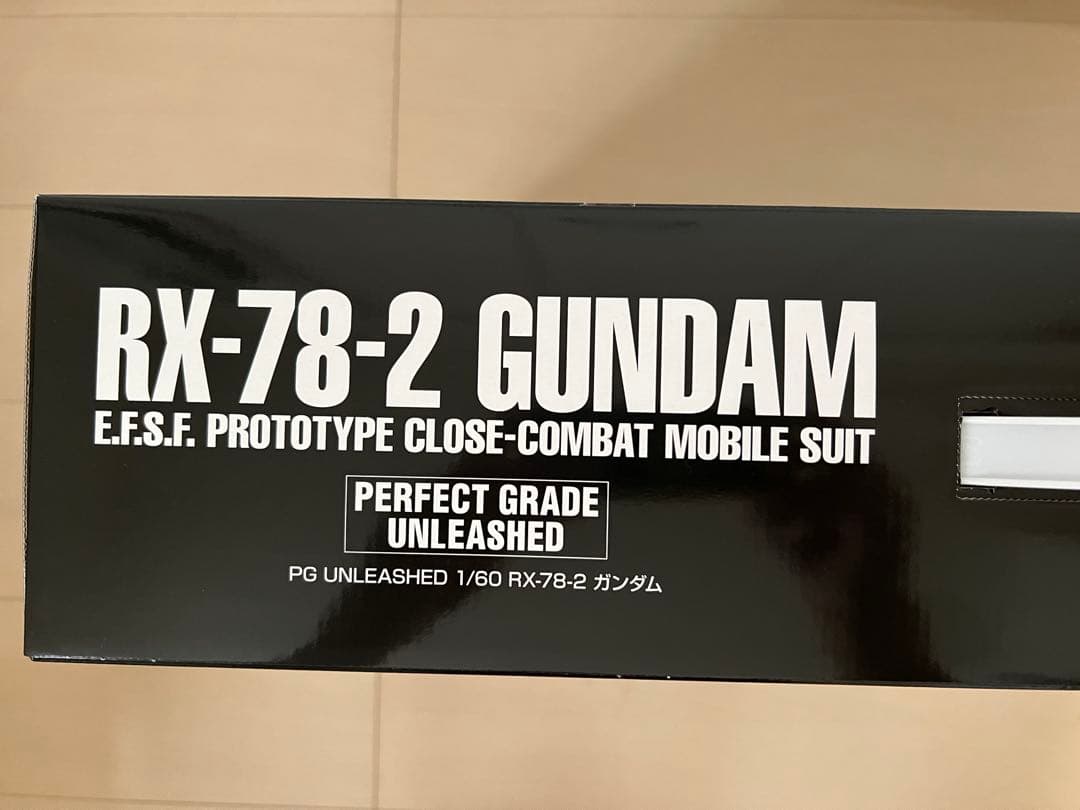 RX-78-2 GUNDAM
E.F.S.F. PROTOTYPE CLOSE-COMBAT MOBILE SUIT
PERFECT GRADE
UNLEASHED
PG UNLEASHED 1/60 RX-78-2 ガンダム